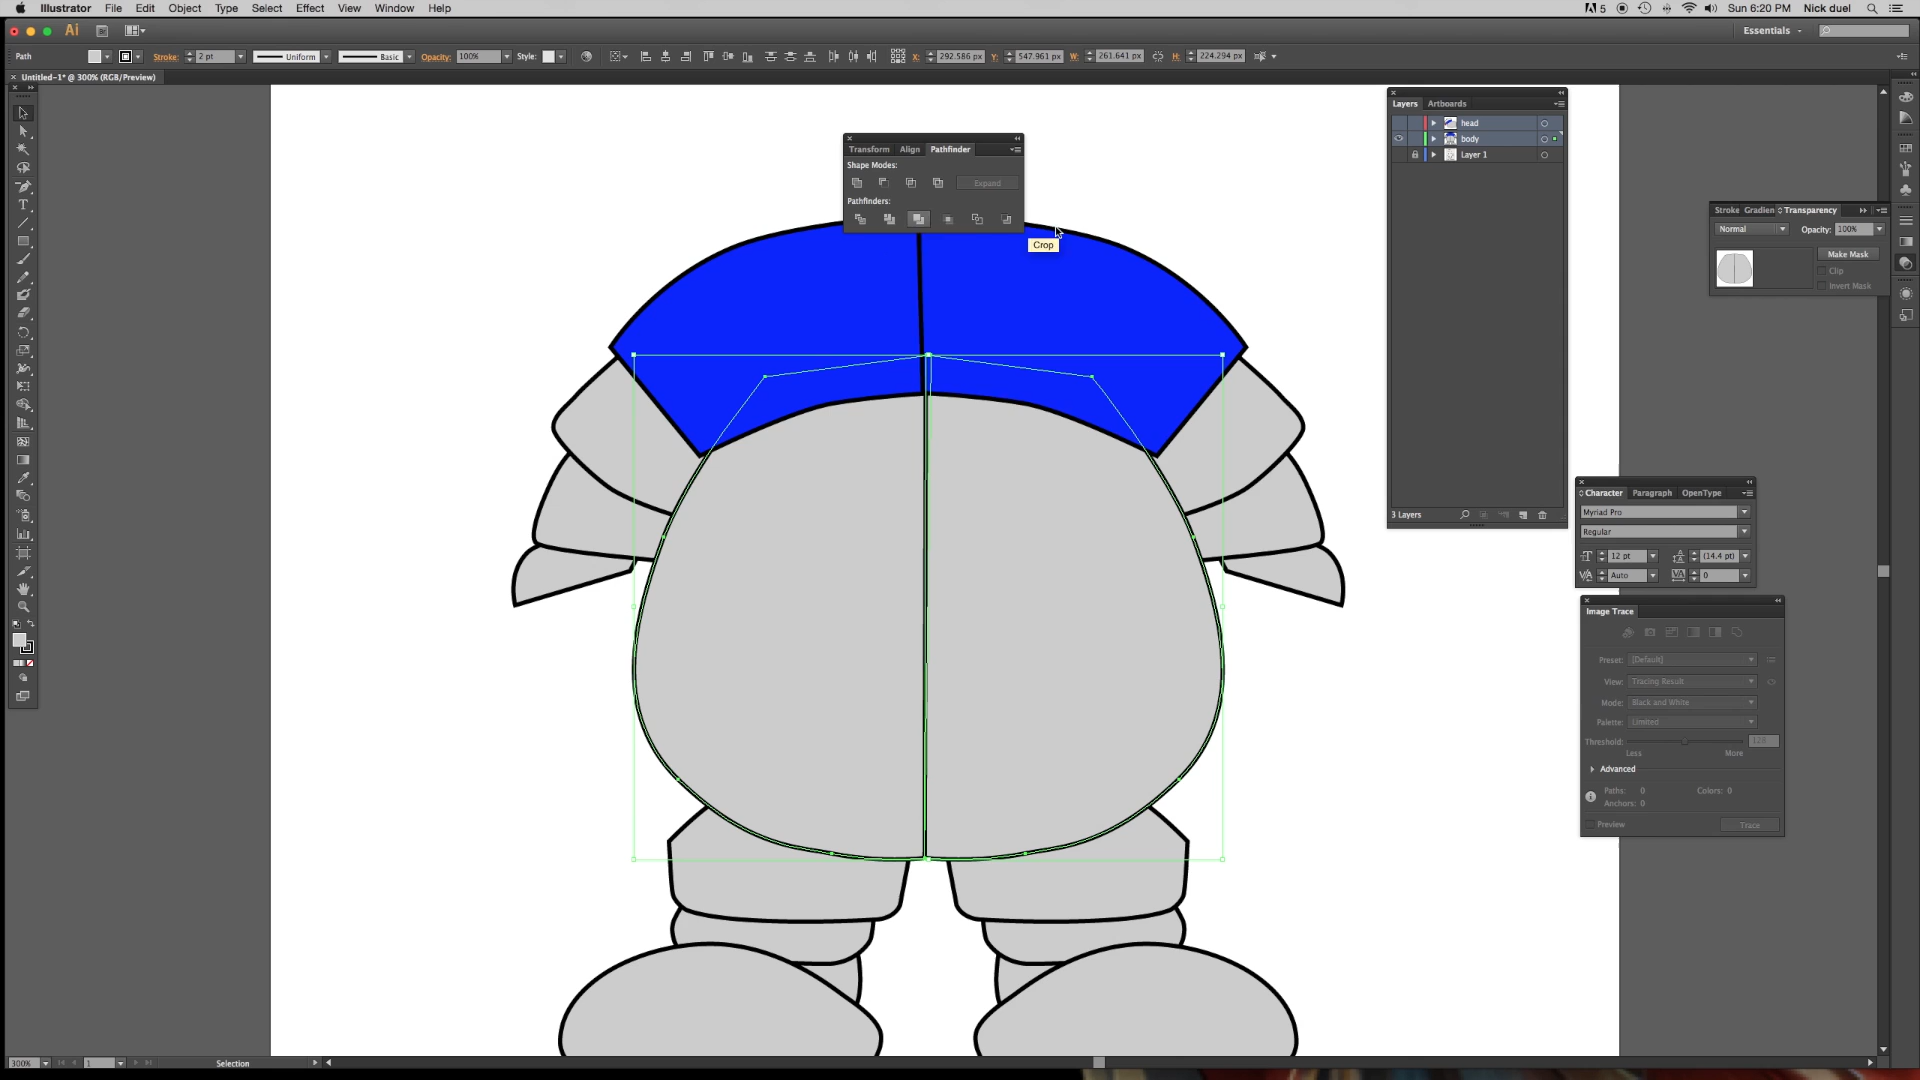 Illustrator File Edit Object Type Select Effect View Window Help 5 Sun 6:20 PM Nick duel
Ai Essentials
Path Stroke: 2 pt Uniform Basic Opacity: 100% Style: X: 292.586 px Y: 547.961 px W: 261.641 px H: 224.294 px
Untitled-1* @ 300% (RGB/Preview)
Layers Artboards
head
body
Layer 1
3 Layers
Transform Align Pathfinder
Shape Modes:
Expand
Pathfinders:
Crop
Stroke Gradien Transparency
Normal Opacity: 100%
Make Mask
Clip
Invert Mask
Character Paragraph OpenType
Myriad Pro
Regular
12 pt (14.4 pt)
Auto 0
Image Trace
Preset: [Default]
View: Tracing Result
Mode: Black and White
Palette: Limited
Threshold: 128
Less More
Advanced
Paths: 0 Colors: 0
Anchors: 0
Preview Trace
300% 1 Selection